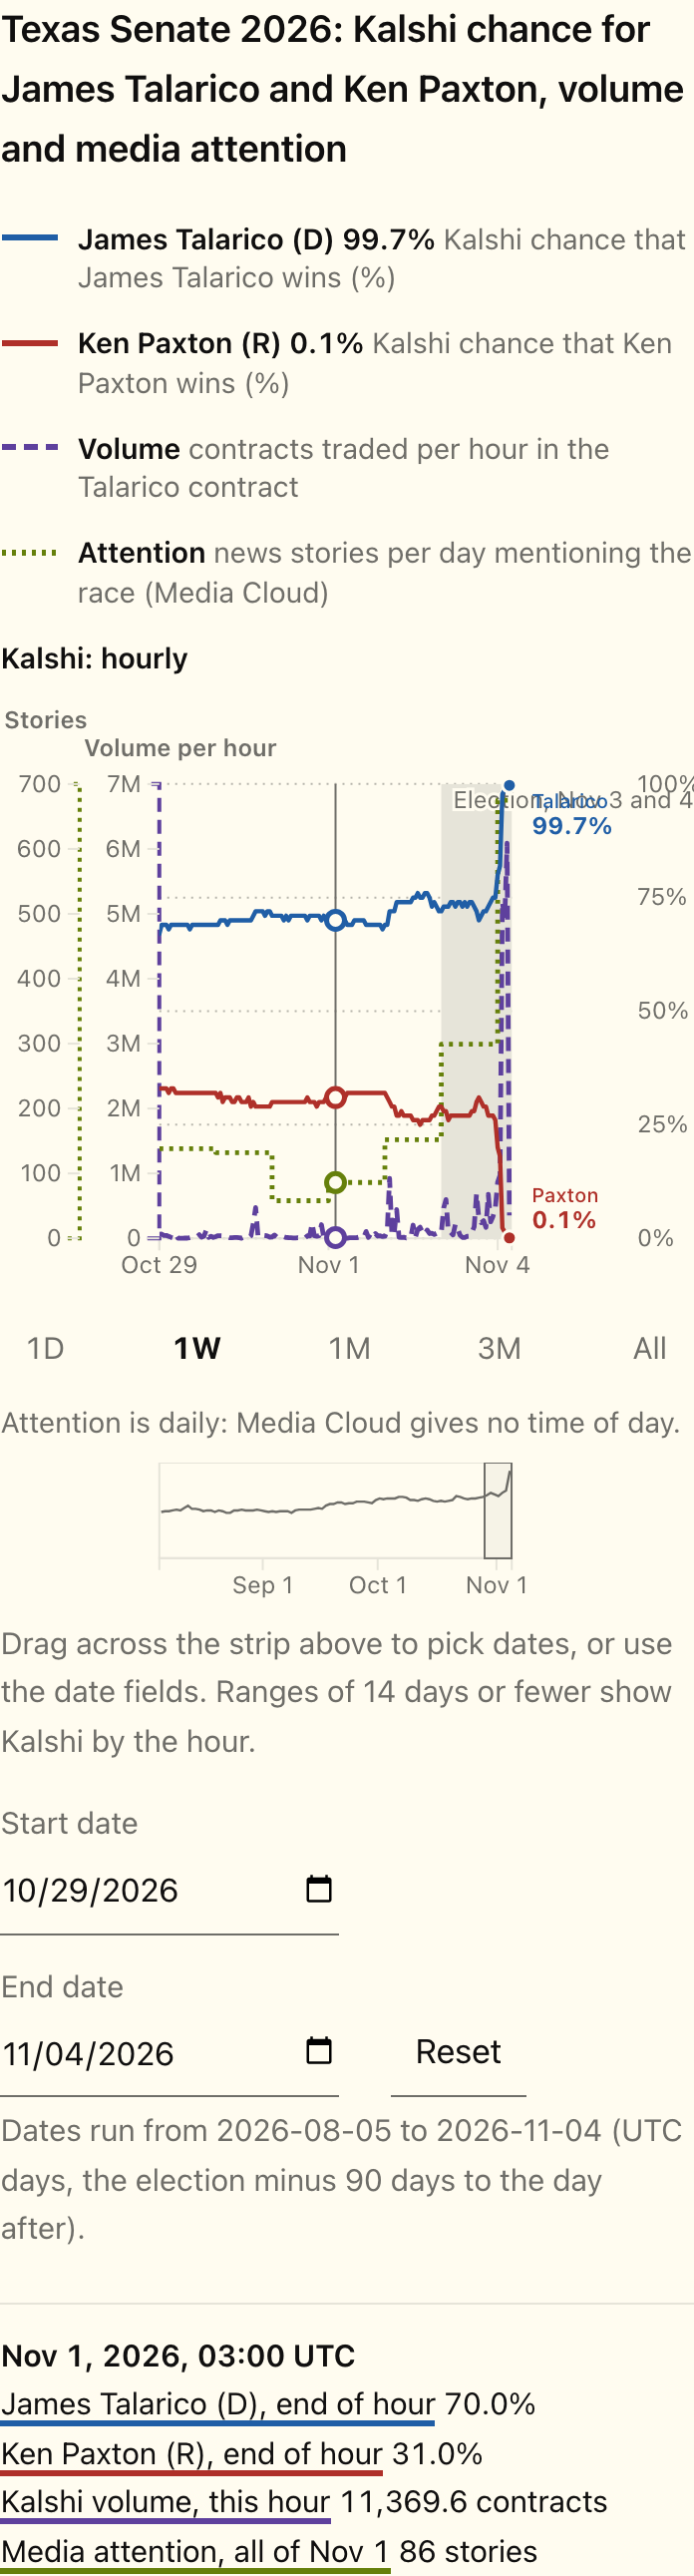 Texas Senate 2026: Kalshi chance for
James Talarico and Ken Paxton, volume
and media attention
James Talarico (D) 99.7% Kalshi chance that
James Talarico wins (%)
Ken Paxton (R) 0.1% Kalshi chance that Ken
Paxton wins (%)
Volume contracts traded per hour in the
Talarico contract
Attention news stories per day mentioning the
race (Media Cloud)
Kalshi: hourly
Stories
Volume per hour
700 7M 100%
Election, Nov 3 and 4
Talarico
99.7%
600 6M
75%
500 5M
400 4M
50%
300 3M
200 2M
25%
100 1M
Paxton
0.1%
0 0 0%
Oct 29 Nov 1 Nov 4
1D 1W 1M 3M All
Attention is daily: Media Cloud gives no time of day.
Sep 1 Oct 1 Nov 1
Drag across the strip above to pick dates, or use
the date fields. Ranges of 14 days or fewer show
Kalshi by the hour.
Start date
10/29/2026
End date
11/04/2026 Reset
Dates run from 2026-08-05 to 2026-11-04 (UTC
days, the election minus 90 days to the day
after).
Nov 1, 2026, 03:00 UTC
James Talarico (D), end of hour 70.0%
Ken Paxton (R), end of hour 31.0%
Kalshi volume, this hour 11,369.6 contracts
Media attention, all of Nov 1 86 stories